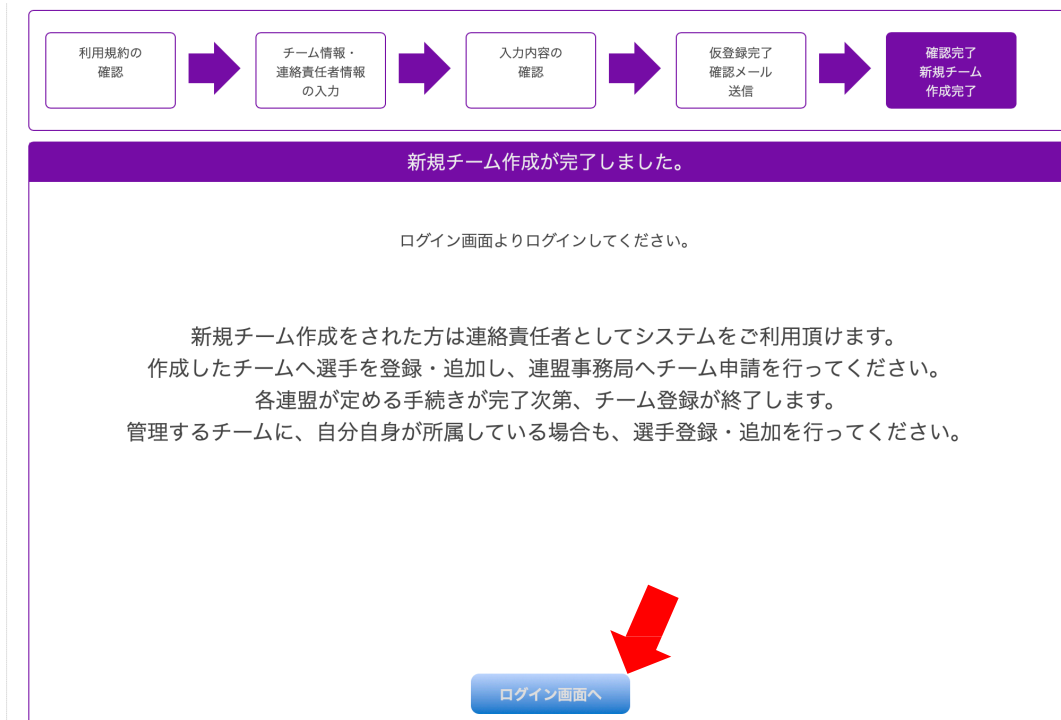 利用規約の
確認
チーム情報・
連絡責任者情報
の入力
入力内容の
確認
仮登録完了
確認メール
送信
確認完了
新規チーム
作成完了
新規チーム作成が完了しました。
ログイン画面よりログインしてください。
新規チーム作成をされた方は連絡責任者としてシステムをご利用頂けます。
作成したチームへ選手を登録・追加し、連盟事務局へチーム申請を行ってください。
各連盟が定める手続きが完了次第、チーム登録が終了します。
管理するチームに、自分自身が所属している場合も、選手登録・追加を行ってください。
ログイン画面へ